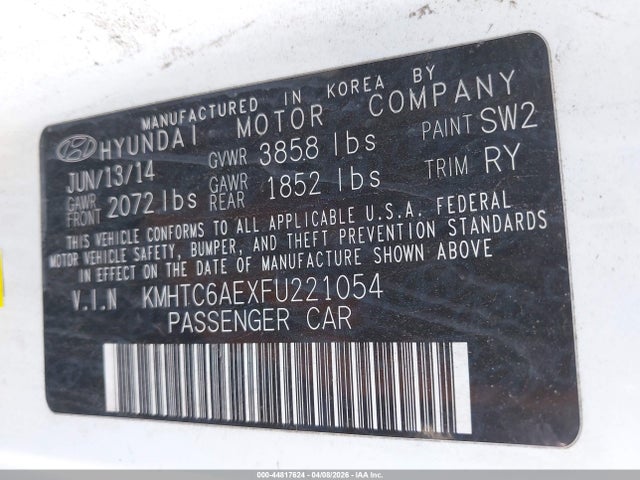 MANUFACTURED IN KOREA BY
HYUNDAI MOTOR COMPANY
JUN/13/14 GVWR 3858 lbs PAINT SW2
GAWR FRONT 2072 lbs GAWR REAR 1852 lbs TRIM RY
THIS VEHICLE CONFORMS TO ALL APPLICABLE U.S.A. FEDERAL
MOTOR VEHICLE SAFETY, BUMPER, AND THEFT PREVENTION STANDARDS
IN EFFECT ON THE DATE OF MANUFACTURE SHOWN ABOVE
V.I.N KMHTC6AEXFU221054
PASSENGER CAR
000-44817624 04/08/2026 IAAI, Inc.